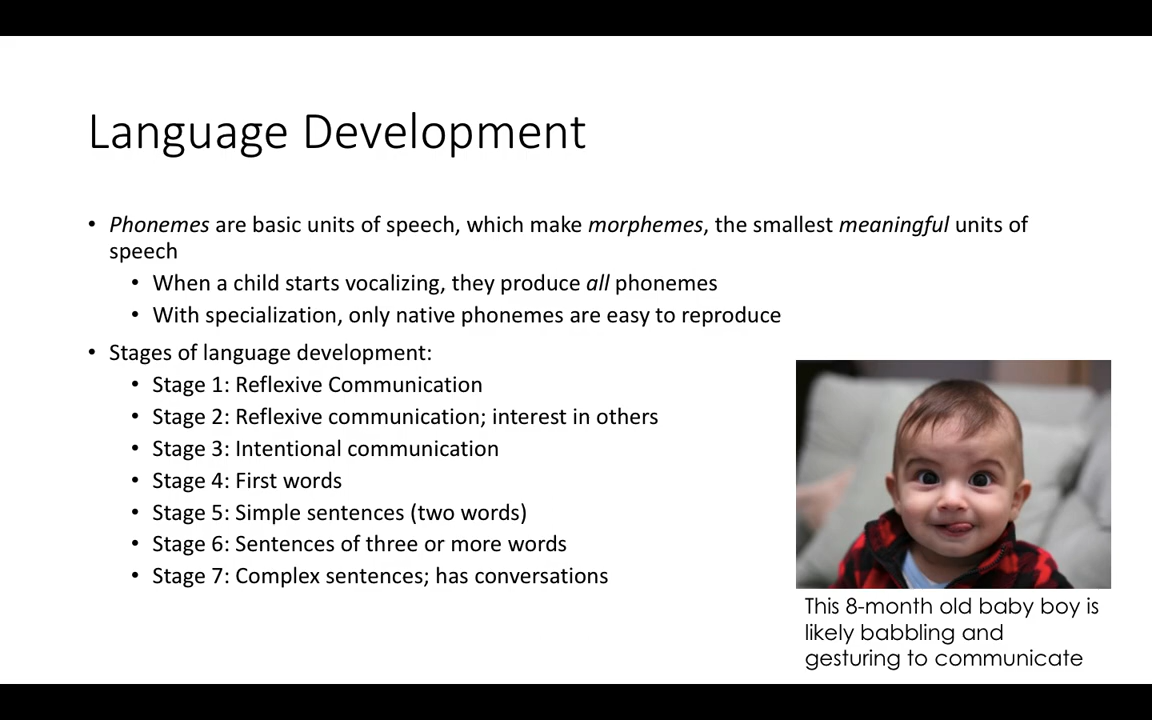 Language Development
• Phonemes are basic units of speech, which make morphemes, the smallest meaningful units of
speech
• When a child starts vocalizing, they produce all phonemes
• With specialization, only native phonemes are easy to reproduce
• Stages of language development:
• Stage 1: Reflexive Communication
• Stage 2: Reflexive communication; interest in others
• Stage 3: Intentional communication
• Stage 4: First words
• Stage 5: Simple sentences (two words)
• Stage 6: Sentences of three or more words
• Stage 7: Complex sentences; has conversations
This 8-month old baby boy is
likely babbling and
gesturing to communicate